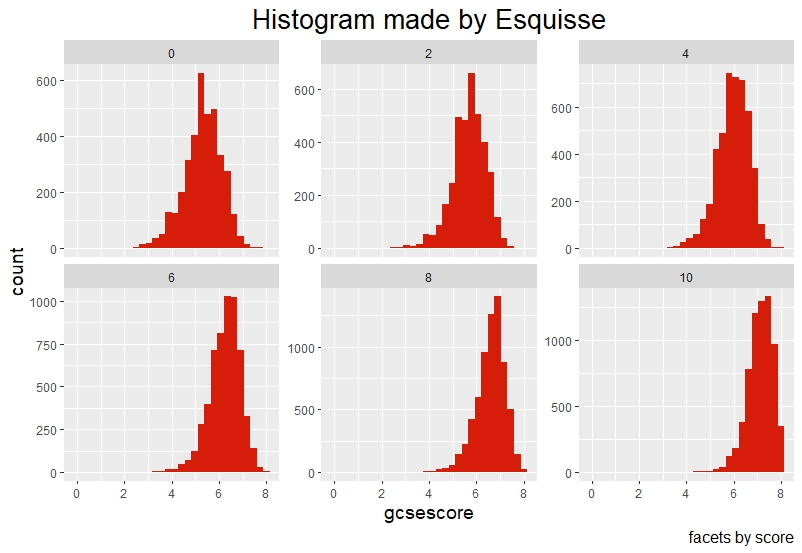 Histogram made by Esquisse
0 2 4
600 600 600
400 400 400
200 200 200
0 0 0
count
6 8 10
1000
750 1000 1000
500 500 500
250
0 0 0
0 2 4 6 8 0 2 4 6 8 0 2 4 6 8
gcsescore
facets by score